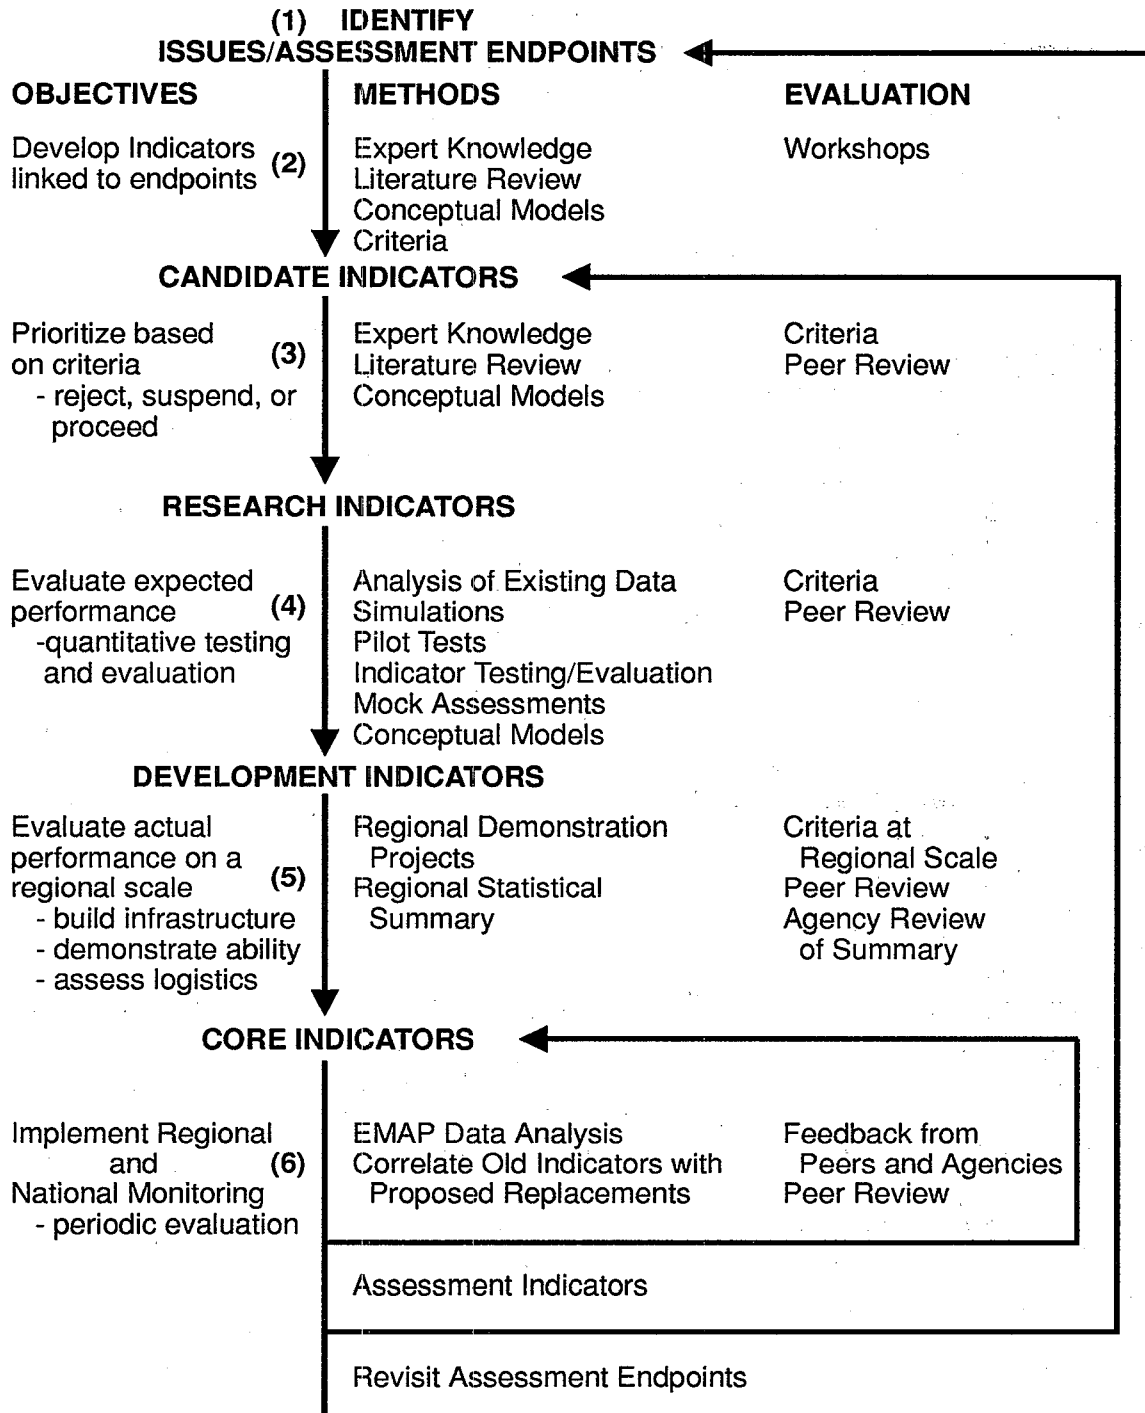 (1) IDENTIFY
ISSUES/ASSESSMENT ENDPOINTS
OBJECTIVES METHODS EVALUATION
Develop Indicators
linked to endpoints
(2)
Expert Knowledge
Literature Review
Conceptual Models
Criteria
Workshops
CANDIDATE INDICATORS
Prioritize based
on criteria
- reject, suspend, or
proceed
(3)
Expert Knowledge
Literature Review
Conceptual Models
Criteria
Peer Review
RESEARCH INDICATORS
Evaluate expected
performance
-quantitative testing
and evaluation
(4)
Analysis of Existing Data
Simulations
Pilot Tests
Indicator Testing/Evaluation
Mock Assessments
Conceptual Models
Criteria
Peer Review
DEVELOPMENT INDICATORS
Evaluate actual
performance on a
regional scale
- build infrastructure
- demonstrate ability
- assess logistics
(5)
Regional Demonstration
Projects
Regional Statistical
Summary
Criteria at
Regional Scale
Peer Review
Agency Review
of Summary
CORE INDICATORS
Implement Regional
and
National Monitoring
- periodic evaluation
(6)
EMAP Data Analysis
Correlate Old Indicators with
Proposed Replacements
Feedback from
Peers and Agencies
Peer Review
Assessment Indicators
Revisit Assessment Endpoints